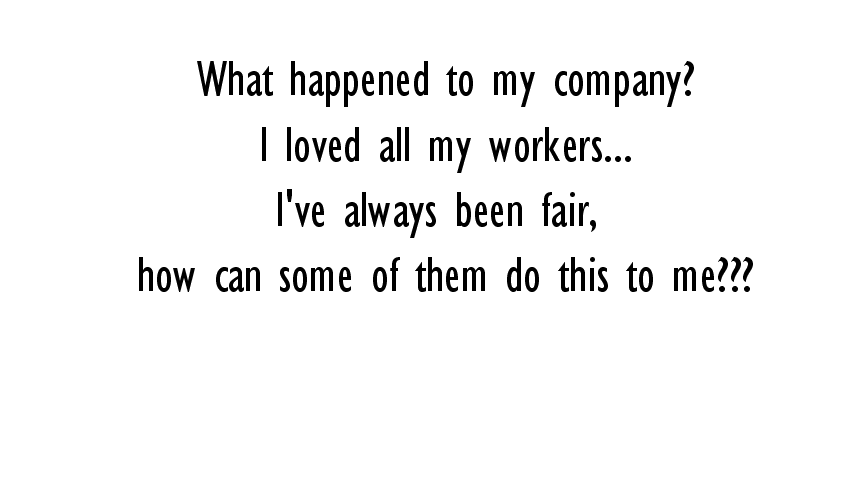 What happened to my company?
I loved all my workers...
I've always been fair,
how can some of them do this to me???